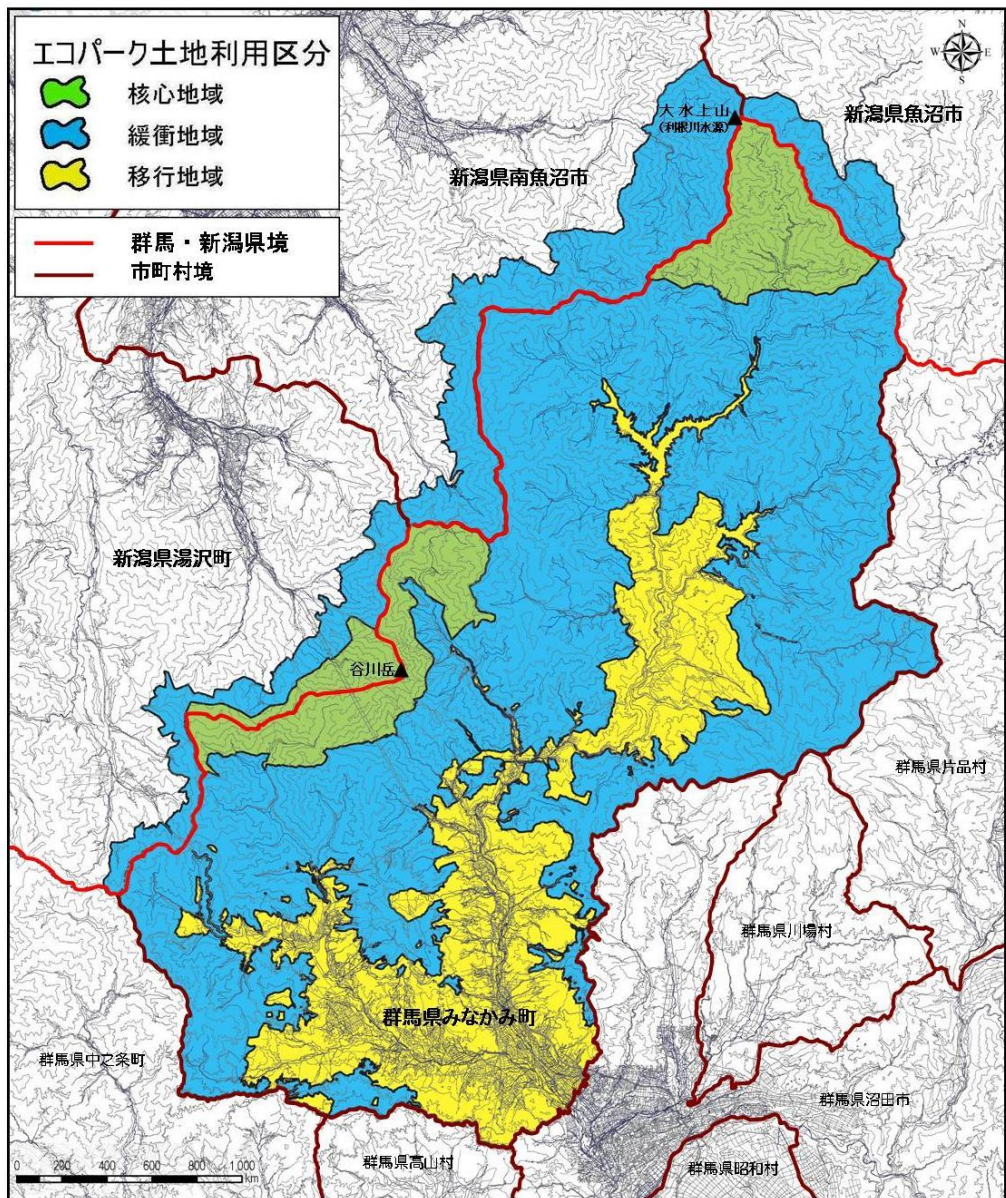 エコパーク土地利用区分
核心地域
緩衝地域
移行地域
群馬・新潟県境
市町村境
N
W E
S
大水上山
(利根川水源)
新潟県魚沼市
新潟県南魚沼市
新潟県湯沢町
谷川岳
群馬県片品村
群馬県川場村
群馬県みなかみ町
群馬県中之条町
群馬県沼田市
群馬県高山村
群馬県昭和村
0 200 400 600 800 1,000
km